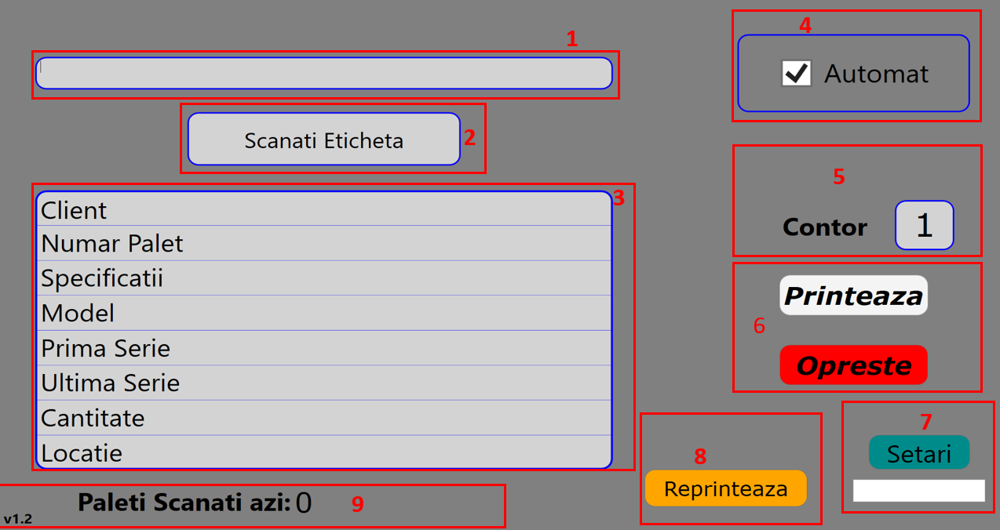 1
Scanati Eticheta 2
3
Client
Numar Palet
Specificatii
Model
Prima Serie
Ultima Serie
Cantitate
Locatie
Paleti Scanati azi: 0 9
v1.2
4
Automat
5
Contor 1
Printeaza
6
Opreste
7
Setari
8
Reprinteaza